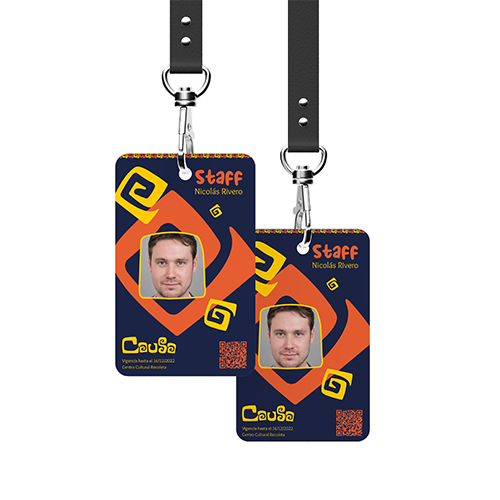 Staff
Nicolás Rivero
Causa
Vigencia hasta el 16/12/2022
Centro Cultural Recoleta
Staff
Nicolás Rivero
Causa
Vigencia hasta el 16/12/2022
Centro Cultural Recoleta